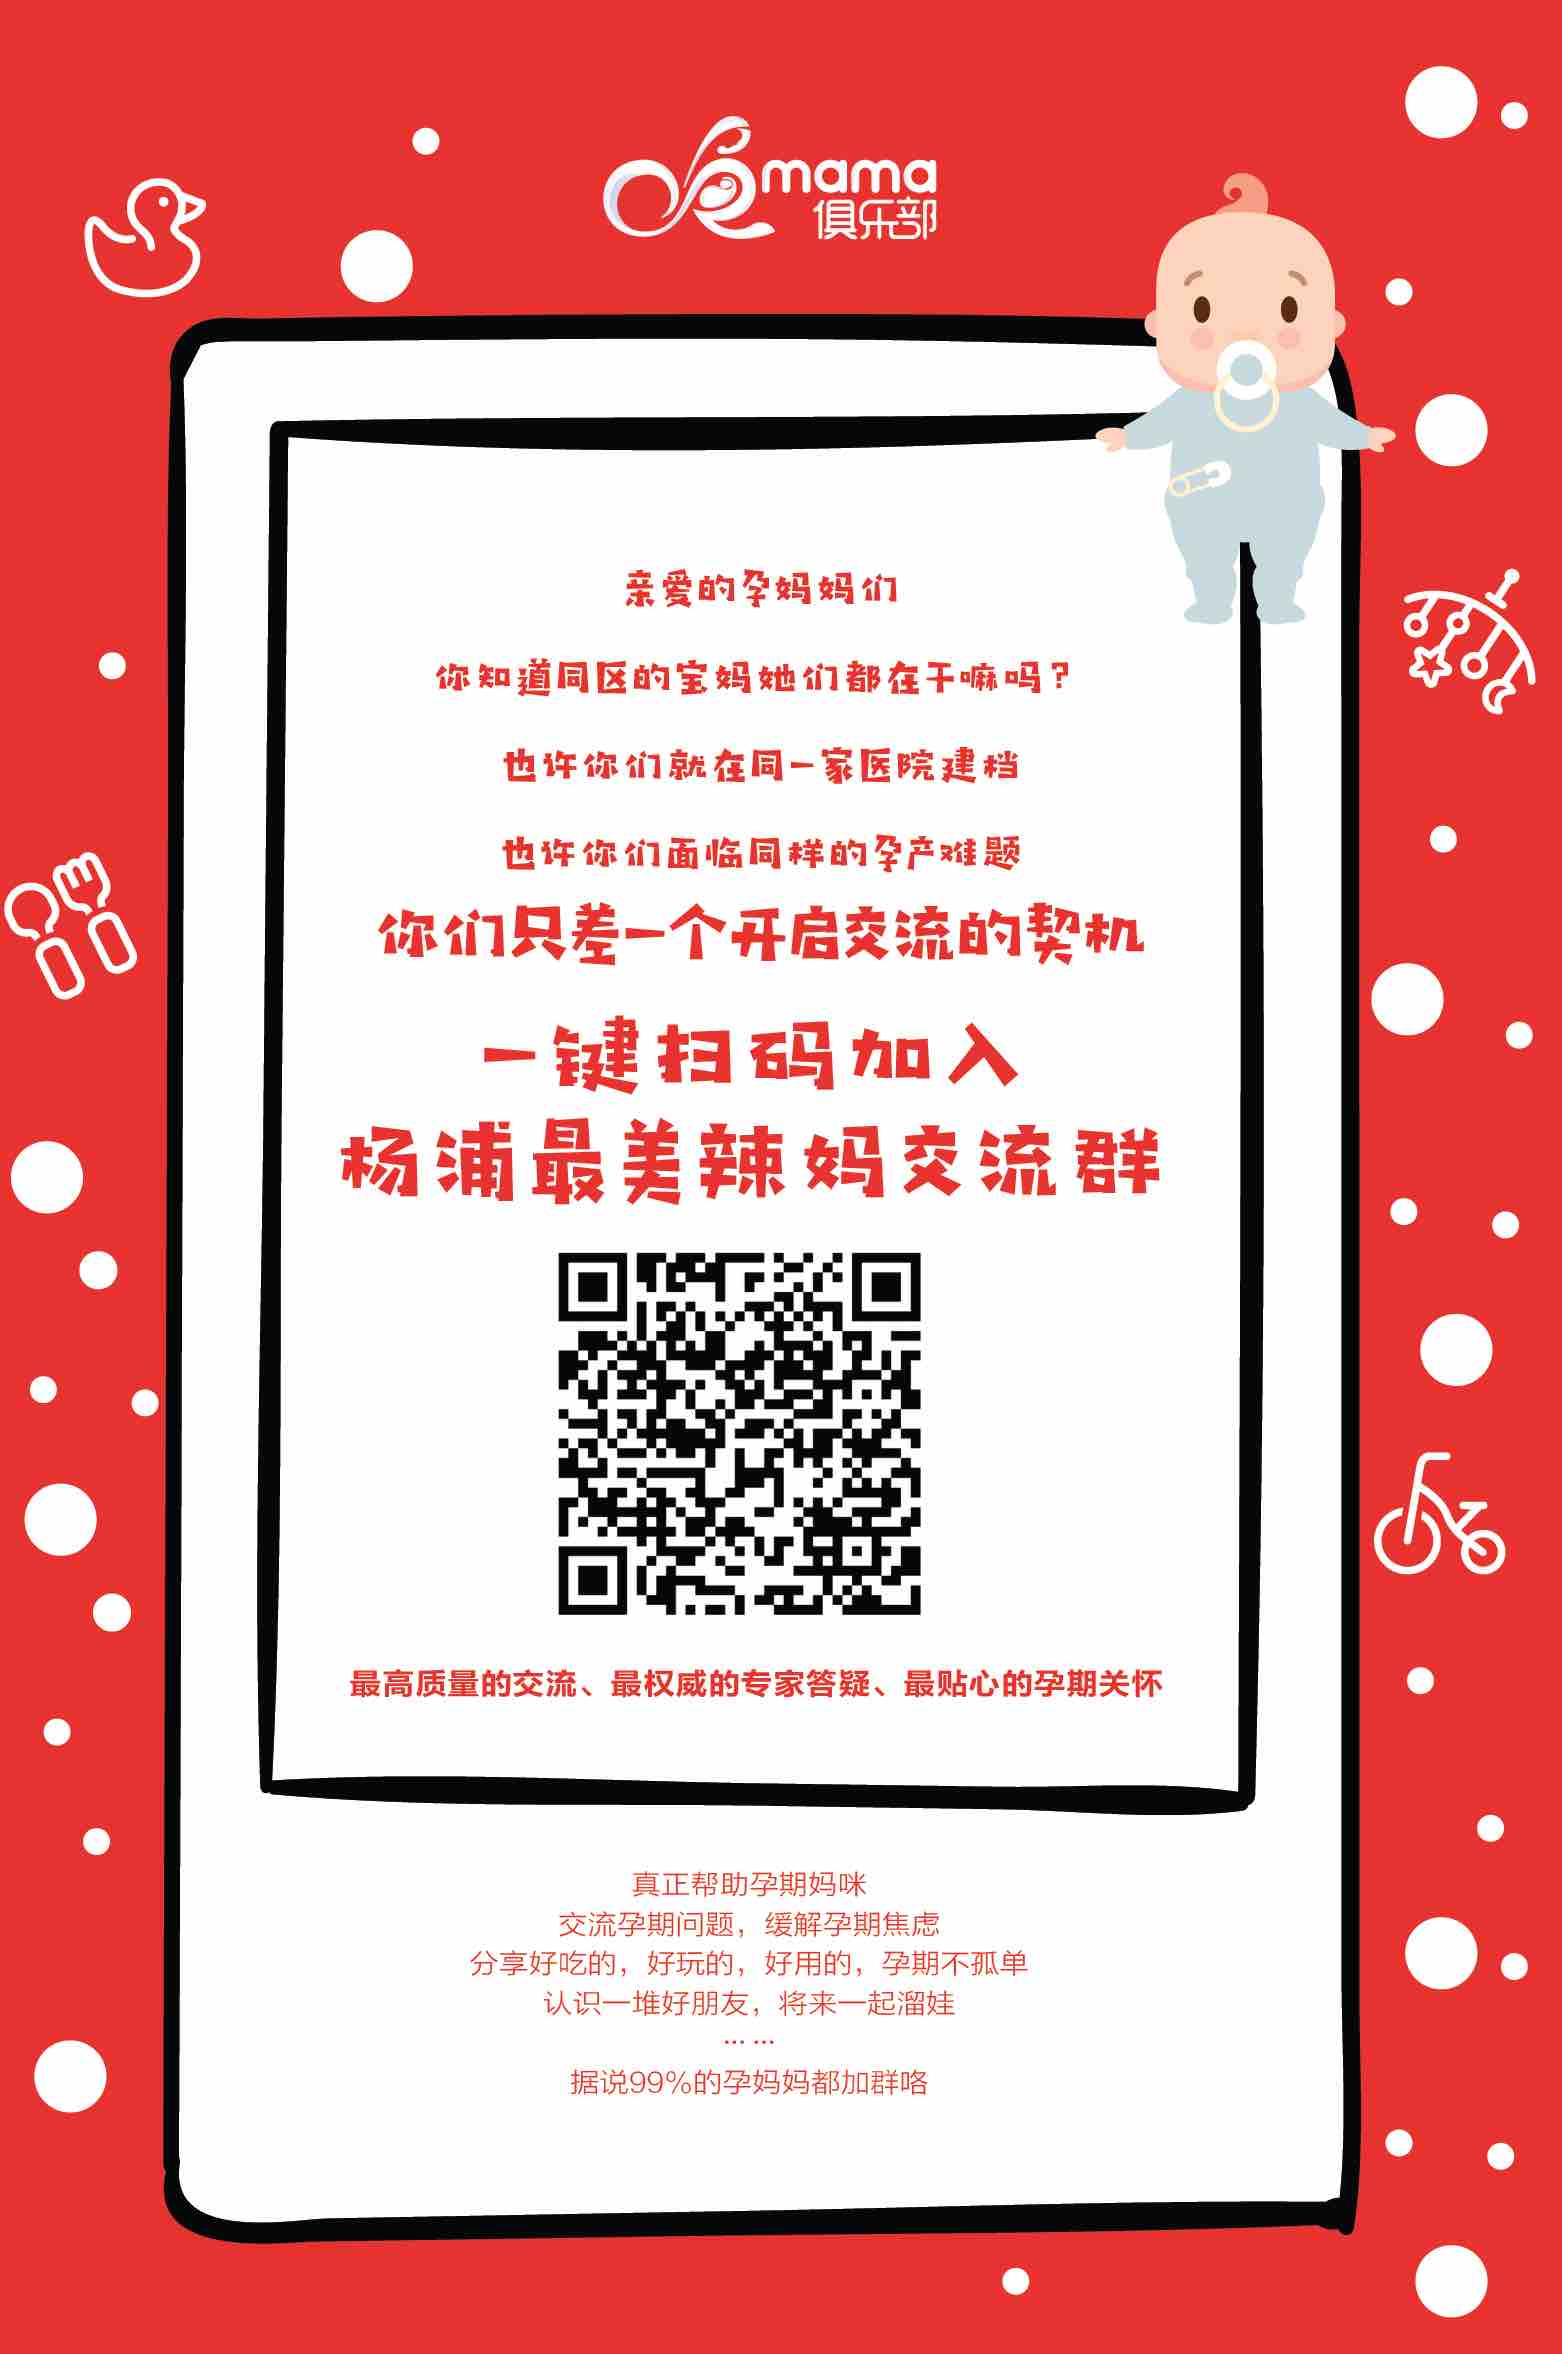 mama
俱乐部
亲爱的孕妈妈们
你知道同区的宝妈她们都在干嘛吗？
也许你们就在同一家医院建档
也许你们面临同样的孕产难题
你们只差一个开启交流的契机
一键扫码加入
杨浦最美辣妈交流群
最高质量的交流、最权威的专家答疑、最贴心的孕期关怀
真正帮助孕期妈咪
交流孕期问题，缓解孕期焦虑
分享好吃的，好玩的，好用的，孕期不孤单
认识一堆好朋友，将来一起溜娃
... ...
据说99%的孕妈妈都加群咯